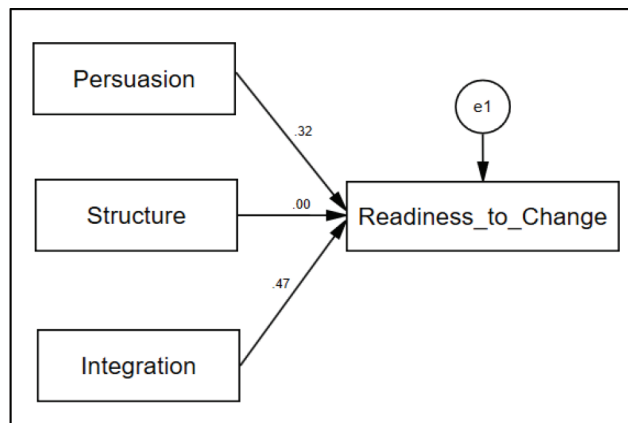 Persuasion
e1
.32
Structure
.00
Readiness_to_Change
.47
Integration